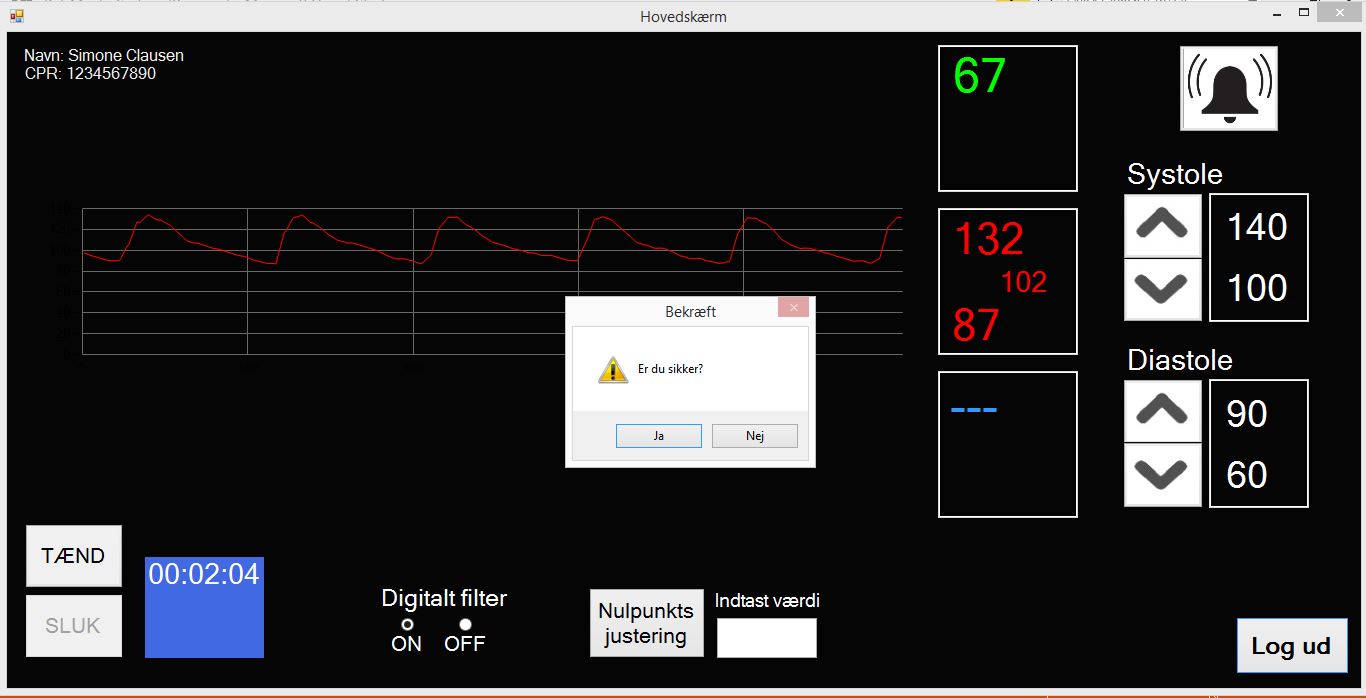 Hovedskærm
Navn: Simone Clausen
CPR: 1234567890
67
132
102
87
---
Systole
140
100
Diastole
90
60
Bekræft
Er du sikker?
Ja
Nej
TÆND
SLUK
00:02:04
Digitalt filter
ON
OFF
Nulpunkts
justering
Indtast værdi
Log ud